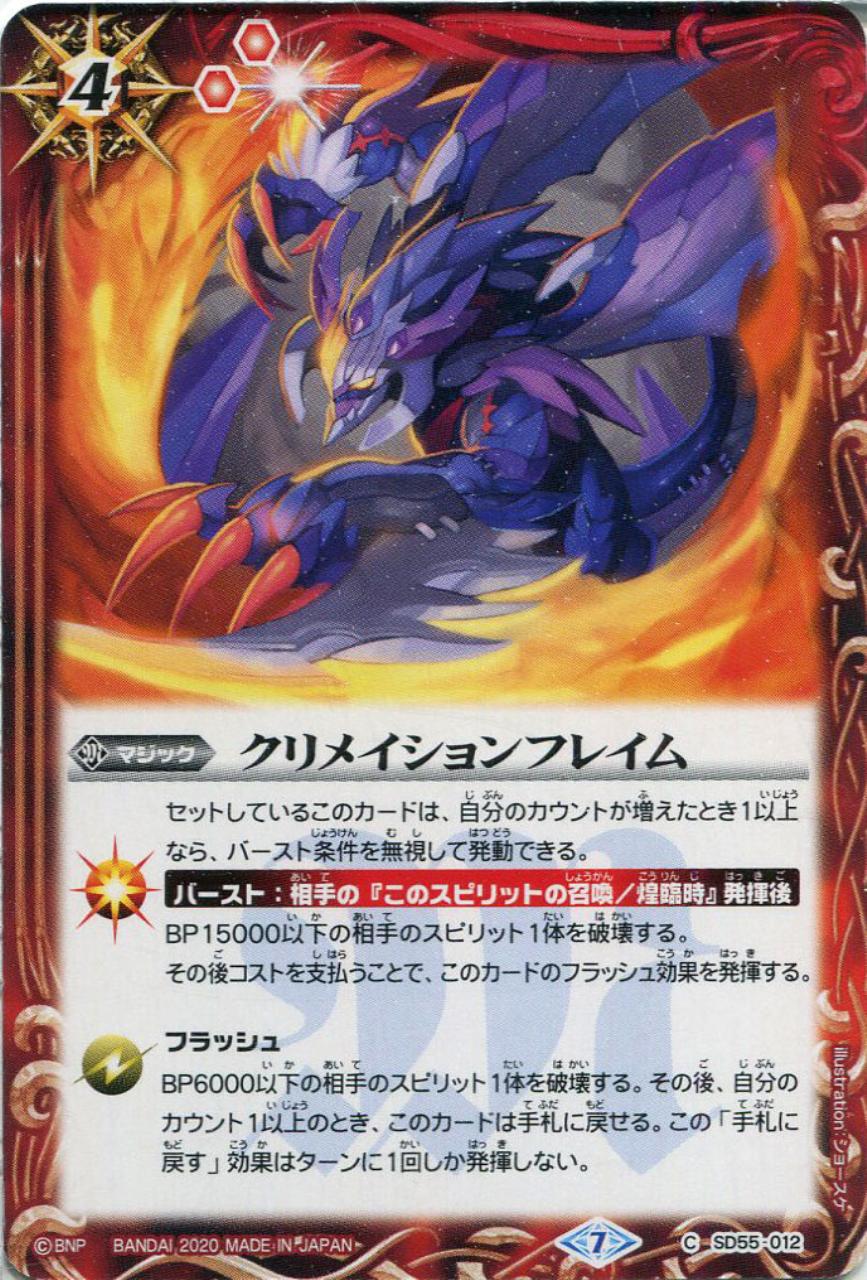 4
マジック
クリメイションフレイム
セットしているこのカードは、自分のカウントが増えたとき1以上
なら、バースト条件を無視して発動できる。
バースト：相手の『このスピリットの召喚／煌臨時』発揮後
BP15000以下の相手のスピリット1体を破壊する。
その後コストを支払うことで、このカードのフラッシュ効果を発揮する。
フラッシュ
BP6000以下の相手のスピリット1体を破壊する。その後、自分の
カウント1以上のとき、このカードは手札に戻せる。この「手札に
戻す」効果はターンに1回しか発揮しない。
illustration：ショースケ
©BNP BANDAI 2020 MADE IN JAPAN
7
C SD55-012